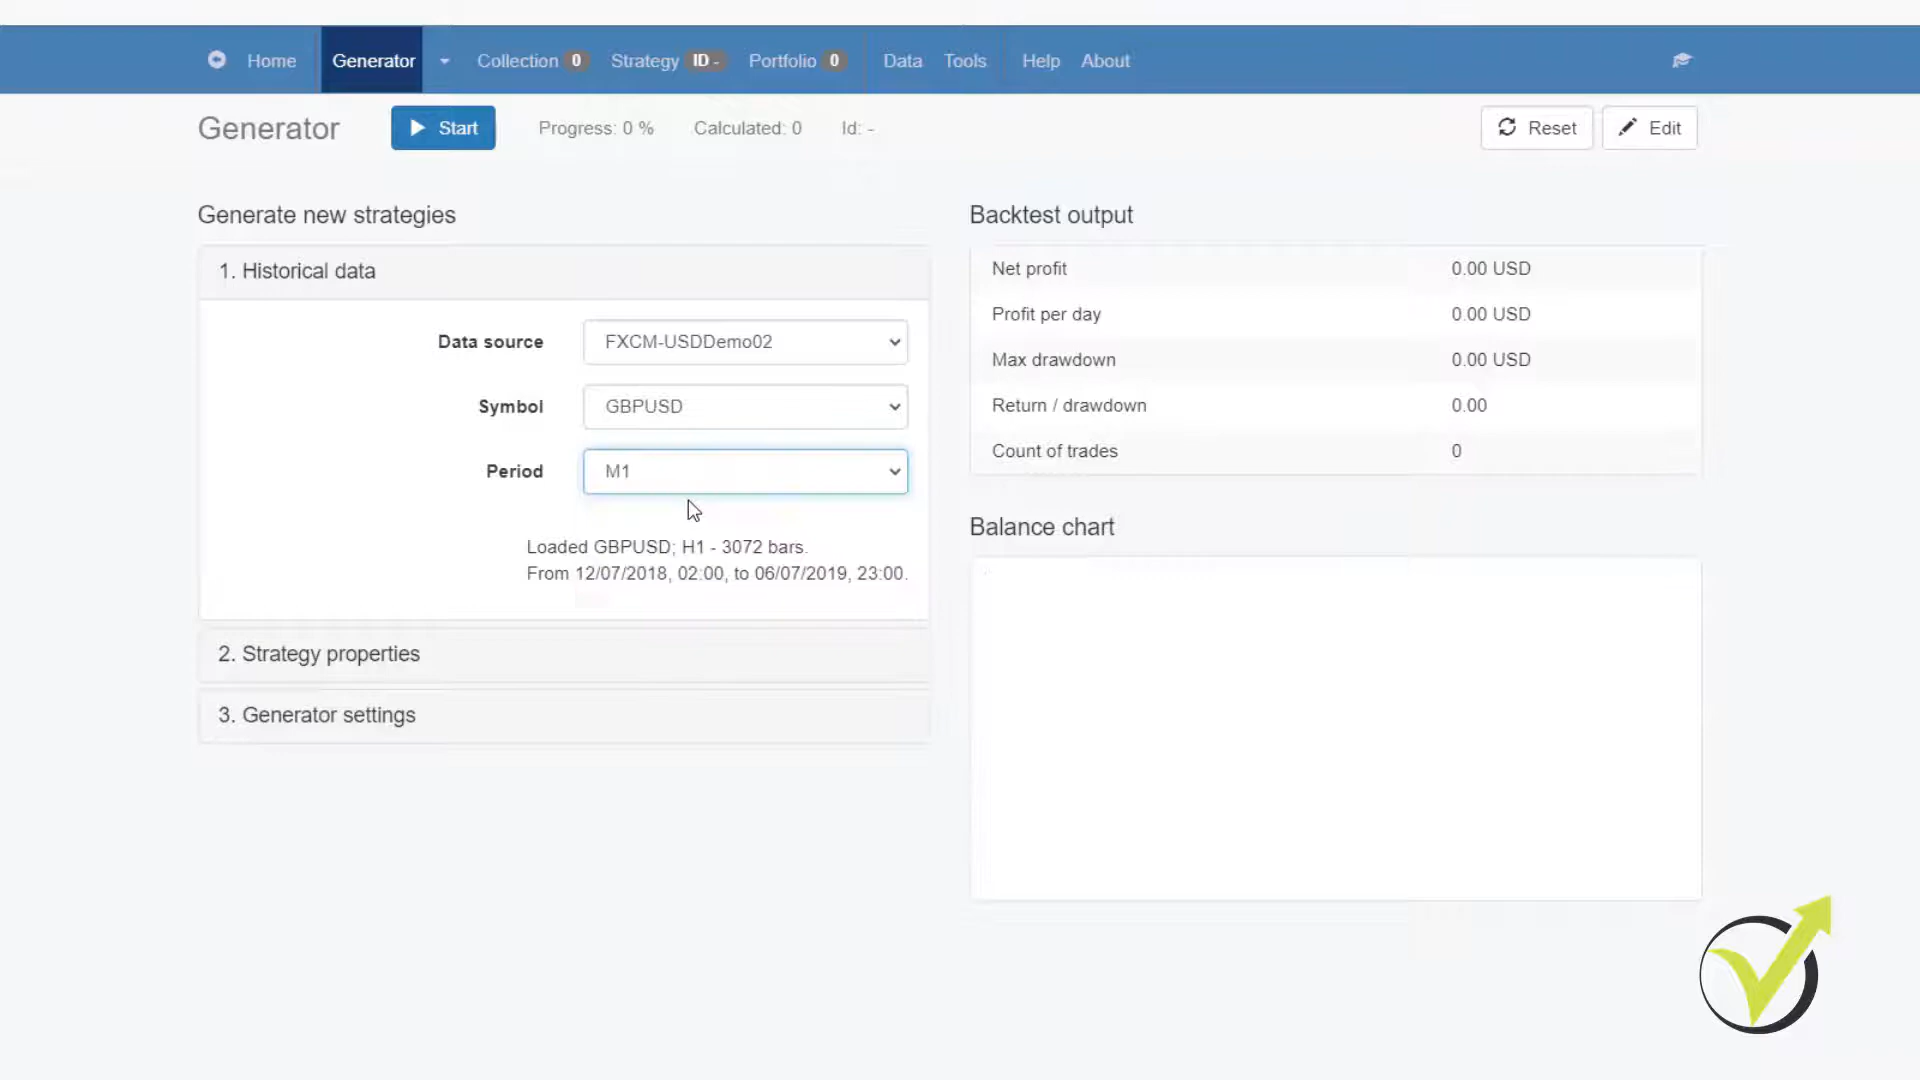 Home Generator Collection 0 Strategy ID - Portfolio 0 Data Tools Help About
Generator Start Progress: 0 % Calculated: 0 Id: - Reset Edit
Generate new strategies
1. Historical data
Data source FXCM-USDDemo02
Symbol GBPUSD
Period M1
Loaded GBPUSD; H1 - 3072 bars.
From 12/07/2018, 02:00, to 06/07/2019, 23:00.
2. Strategy properties
3. Generator settings
Backtest output
Net profit 0.00 USD
Profit per day 0.00 USD
Max drawdown 0.00 USD
Return / drawdown 0.00
Count of trades 0
Balance chart